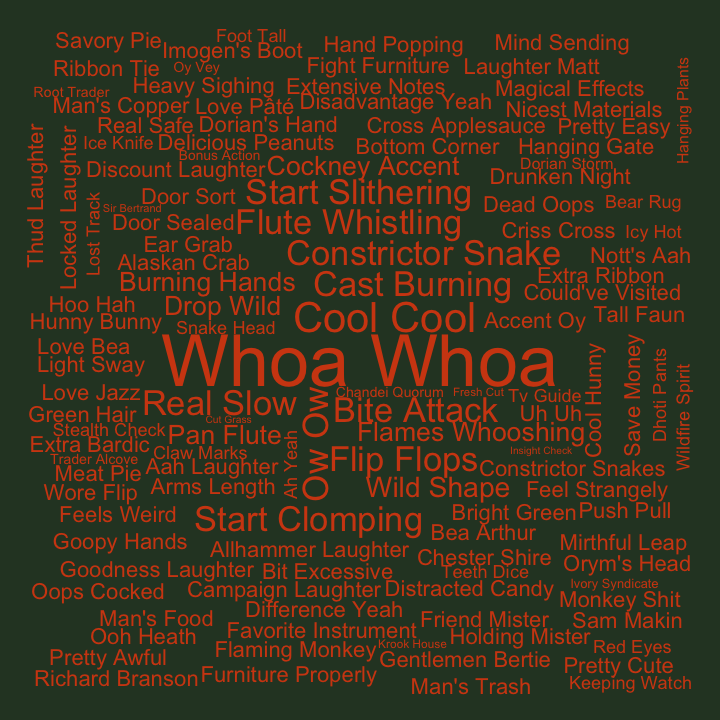 Foot Tall
Savory Pie
Imogen's Boot
Hand Popping
Mind Sending
Ribbon Tie
Oy Vey
Fight Furniture
Laughter Matt
Hanging Plants
Root Trader
Heavy Sighing
Extensive Notes
Magical Effects
Man's Copper
Love Pâté
Disadvantage Yeah
Nicest Materials
Real Safe
Dorian's Hand
Cross Applesauce
Pretty Easy
Thud Laughter
Locked Laughter
Ice Knife
Delicious Peanuts
Bottom Corner
Hanging Gate
Bonus Action
Discount Laughter
Cockney Accent
Dorian Storm
Drunken Night
Lost Track
Door Sort
Start Slithering
Dead Oops
Bear Rug
Sir Bertrand
Door Sealed
Flute Whistling
Criss Cross
Icy Hot
Ear Grab
Constrictor Snake
Nott's Aah
Alaskan Crab
Extra Ribbon
Burning Hands
Cast Burning
Could've Visited
Hoo Hah
Drop Wild
Cool Cool
Accent Oy
Tall Faun
Hunny Bunny
Snake Head
Love Bea
Whoa Whoa
Light Sway
Cool Hunny
Save Money
Dhoti Pants
Wildfire Spirit
Love Jazz
Real Slow
Ow Ow
Chandei Quorum
Fresh Cut
Tv Guide
Green Hair
Bite Attack
Uh Uh
Cut Grass
Stealth Check
Pan Flute
Flames Whooshing
Extra Bardic
Claw Marks
Ah Yeah
Insight Check
Trader Alcove
Aah Laughter
Flip Flops
Constrictor Snakes
Meat Pie
Wore Flip
Arms Length
Wild Shape
Feel Strangely
Feels Weird
Start Clomping
Bright Green
Push Pull
Goopy Hands
Bea Arthur
Mirthful Leap
Allhammer Laughter
Chester Shire
Orym's Head
Goodness Laughter
Bit Excessive
Teeth Dice
Oops Cocked
Campaign Laughter
Distracted Candy
Ivory Syndicate
Monkey Shit
Man's Food
Difference Yeah
Friend Mister
Sam Makin
Ooh Heath
Favorite Instrument
Holding Mister
Pretty Awful
Flaming Monkey
Krook House
Gentlemen Bertie
Red Eyes
Pretty Cute
Richard Branson
Furniture Properly
Man's Trash
Keeping Watch